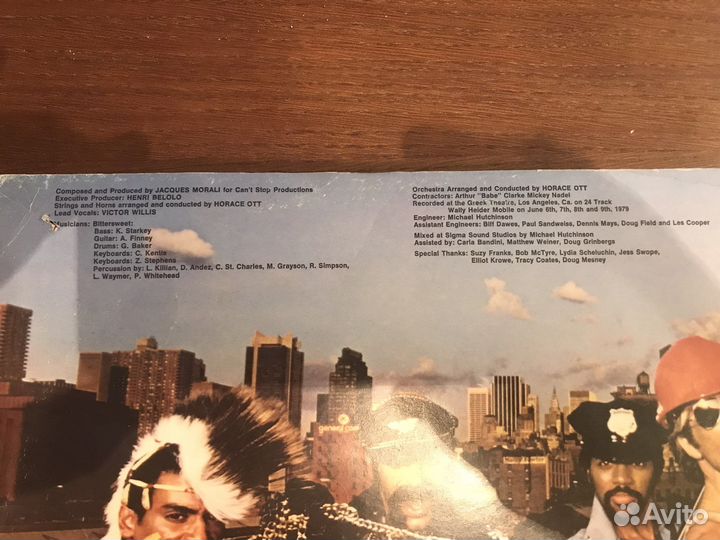 Composed and Produced by JACQUES MORALI for Can't Stop Productions
Executive Producer: HENRI BELOLO
Strings and Horns arranged and conducted by HORACE OTT
Lead Vocals: VICTOR WILLIS
Musicians: Bittersweet:
Bass: K. Starkey
Guitar: A. Finney
Drums: G. Baker
Keyboards: C. Kentis
Keyboards: Z. Stephens
Percussion by: L. Killian, D. Andez, C. St. Charles, M. Grayson, R. Simpson,
L. Waymer, P. Whitehead
Orchestra Arranged and Conducted by HORACE OTT
Contractors: Arthur "Babe" Clarke Mickey Nadel
Recorded at the Greek Theatre, Los Angeles, Ca. on 24 Track
Wally Heider Mobile on June 6th, 7th, 8th and 9th, 1979
Engineer: Michael Hutchinson
Assistant Engineers: Biff Dawes, Paul Sandweiss, Dennis Mays, Doug Field and Les Cooper
Mixed at Sigma Sound Studios by Michael Hutchinson
Assisted by: Carla Bandini, Matthew Weiner, Doug Grinbergs
Special Thanks: Suzy Franks, Bob McTyre, Lydia Scheluchin, Jess Swope,
Elliot Krowe, Tracy Coates, Doug Mesney
Avito